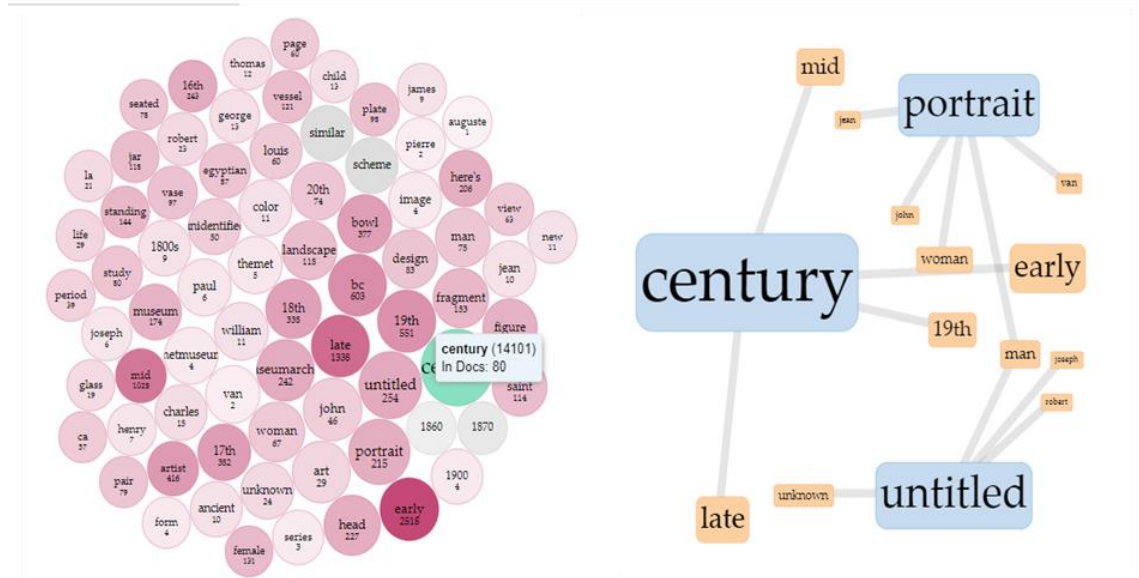 page
60
thomas
12
child
13
16th
243
vessel
121
james
9
seated
78
george
13
plate
98
auguste
1
robert
23
similar
pierre
2
jar
118
louis
60
scheme
egyptian
87
here's
206
la
21
vase
97
20th
74
image
4
view
63
color
11
standing
144
bowl
377
unidentifie
50
man
75
new
11
life
29
1800s
9
landscape
118
design
83
themet
5
jean
10
study
80
paul
6
bc
603
period
39
fragment
153
museum
174
18th
338
19th
551
figure
joseph
6
william
11
late
1338
century (14101)
In Docs: 80
netmuseun
4
ce
mid
1028
seumarch
242
untitled
254
saint
114
glass
19
van
2
charles
15
john
46
1860
1870
henry
7
woman
67
ca
37
17th
382
portrait
215
artist
416
art
29
1900
4
pair
79
unknown
24
early
2515
ancient
10
head
227
form
4
series
3
female
131
mid
portrait
jean
van
john
woman
century
early
19th
man
joseph
robert
unknown
untitled
late